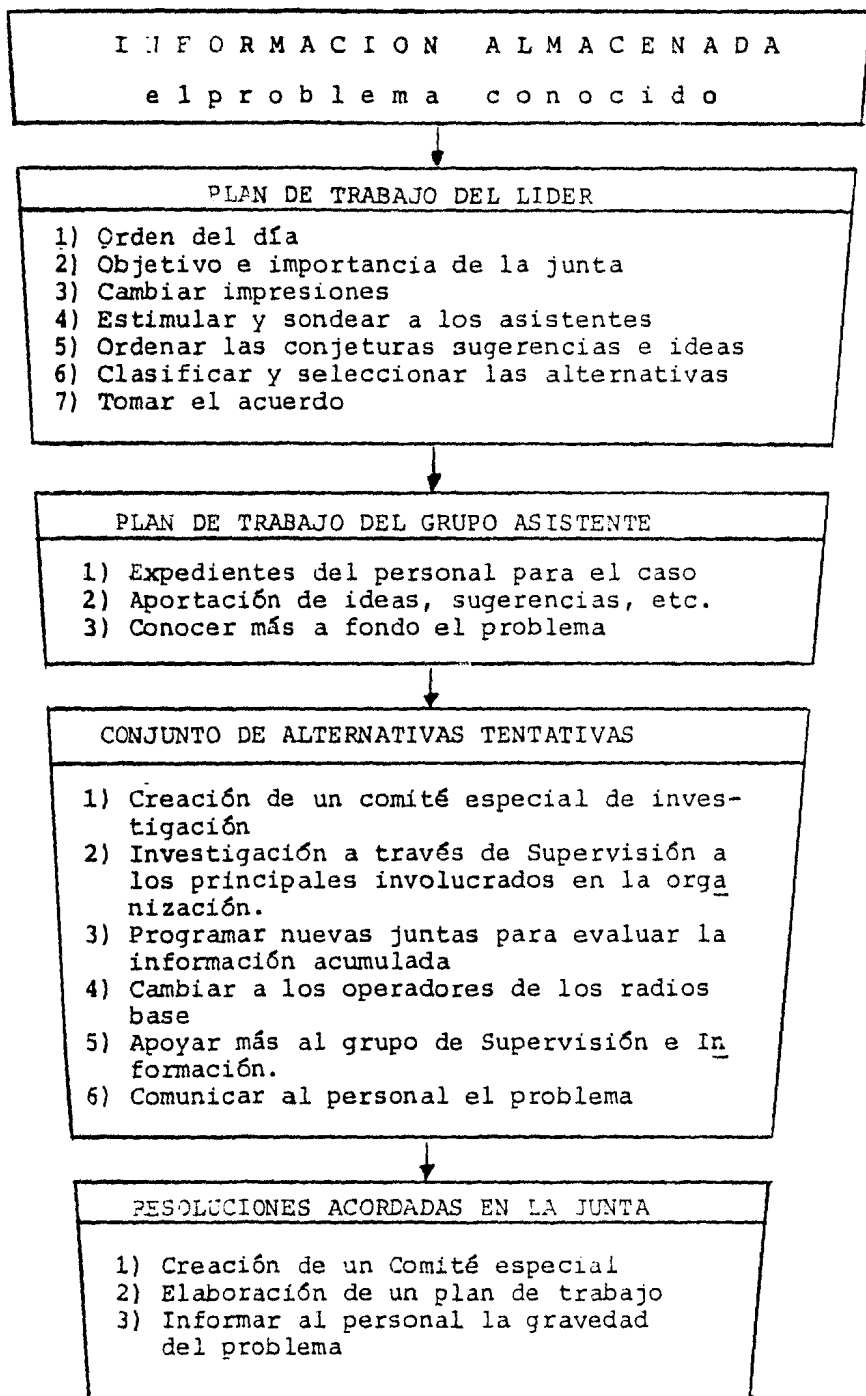 INFORMACION ALMACENADA
el problema conocido
PLAN DE TRABAJO DEL LIDER
1) Orden del día
2) Objetivo e importancia de la junta
3) Cambiar impresiones
4) Estimular y sondear a los asistentes
5) Ordenar las conjeturas sugerencias e ideas
6) Clasificar y seleccionar las alternativas
7) Tomar el acuerdo
PLAN DE TRABAJO DEL GRUPO ASISTENTE
1) Expedientes del personal para el caso
2) Aportación de ideas, sugerencias, etc.
3) Conocer más a fondo el problema
CONJUNTO DE ALTERNATIVAS TENTATIVAS
1) Creación de un comité especial de inves-
tigación
2) Investigación a través de Supervisión a
los principales involucrados en la orga
nización.
3) Programar nuevas juntas para evaluar la
información acumulada
4) Cambiar a los operadores de los radios
base
5) Apoyar más al grupo de Supervisión e In
formación.
6) Comunicar al personal el problema
RESOLUCIONES ACORDADAS EN LA JUNTA
1) Creación de un Comité especial
2) Elaboración de un plan de trabajo
3) Informar al personal la gravedad
del problema